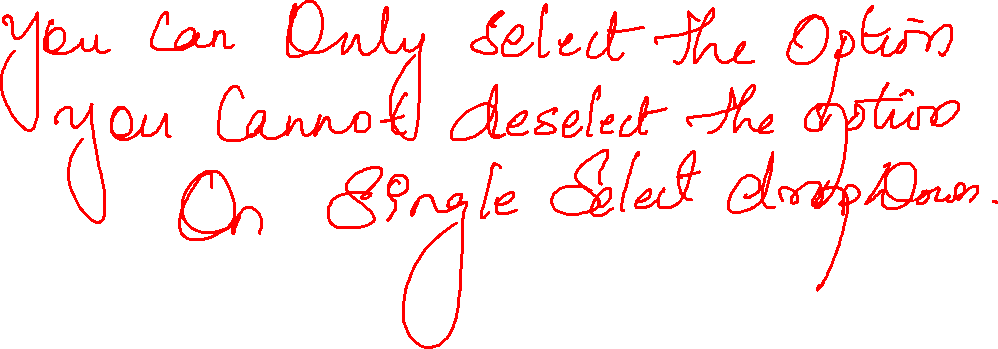 You Can Only Select The Option
you Cannot deselect the option
On Single Select dropDown.